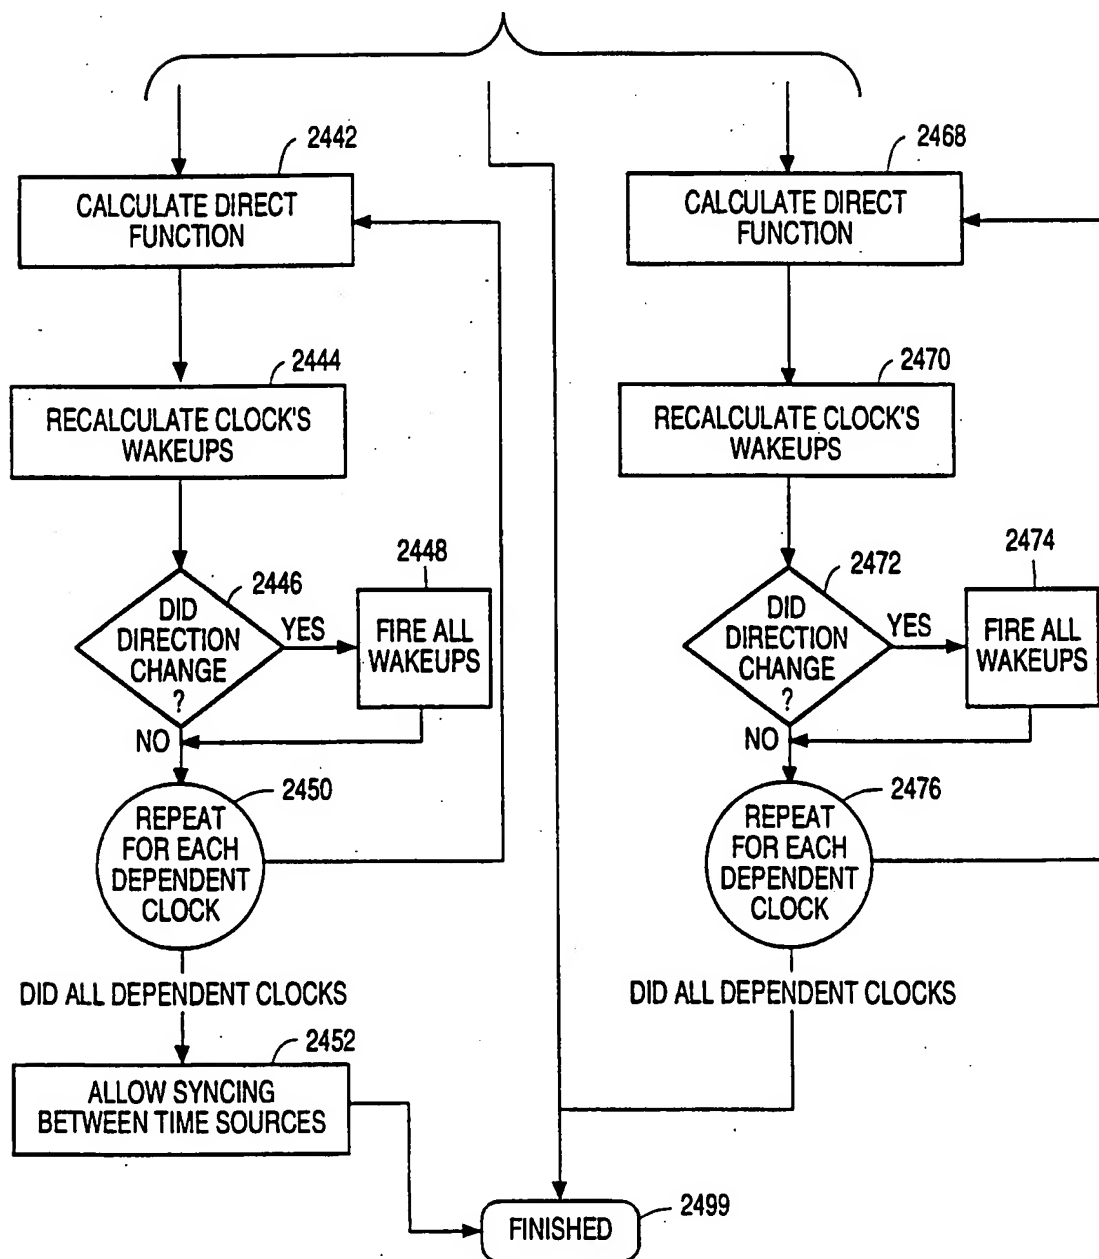 2442
CALCULATE DIRECT
FUNCTION
2444
RECALCULATE CLOCK'S
WAKEUPS
2446
DID
DIRECTION
CHANGE
?
YES
NO
2448
FIRE ALL
WAKEUPS
2450
REPEAT
FOR EACH
DEPENDENT
CLOCK
DID ALL DEPENDENT CLOCKS
2452
ALLOW SYNCING
BETWEEN TIME SOURCES
2468
CALCULATE DIRECT
FUNCTION
2470
RECALCULATE CLOCK'S
WAKEUPS
2472
DID
DIRECTION
CHANGE
?
YES
NO
2474
FIRE ALL
WAKEUPS
2476
REPEAT
FOR EACH
DEPENDENT
CLOCK
DID ALL DEPENDENT CLOCKS
FINISHED
2499